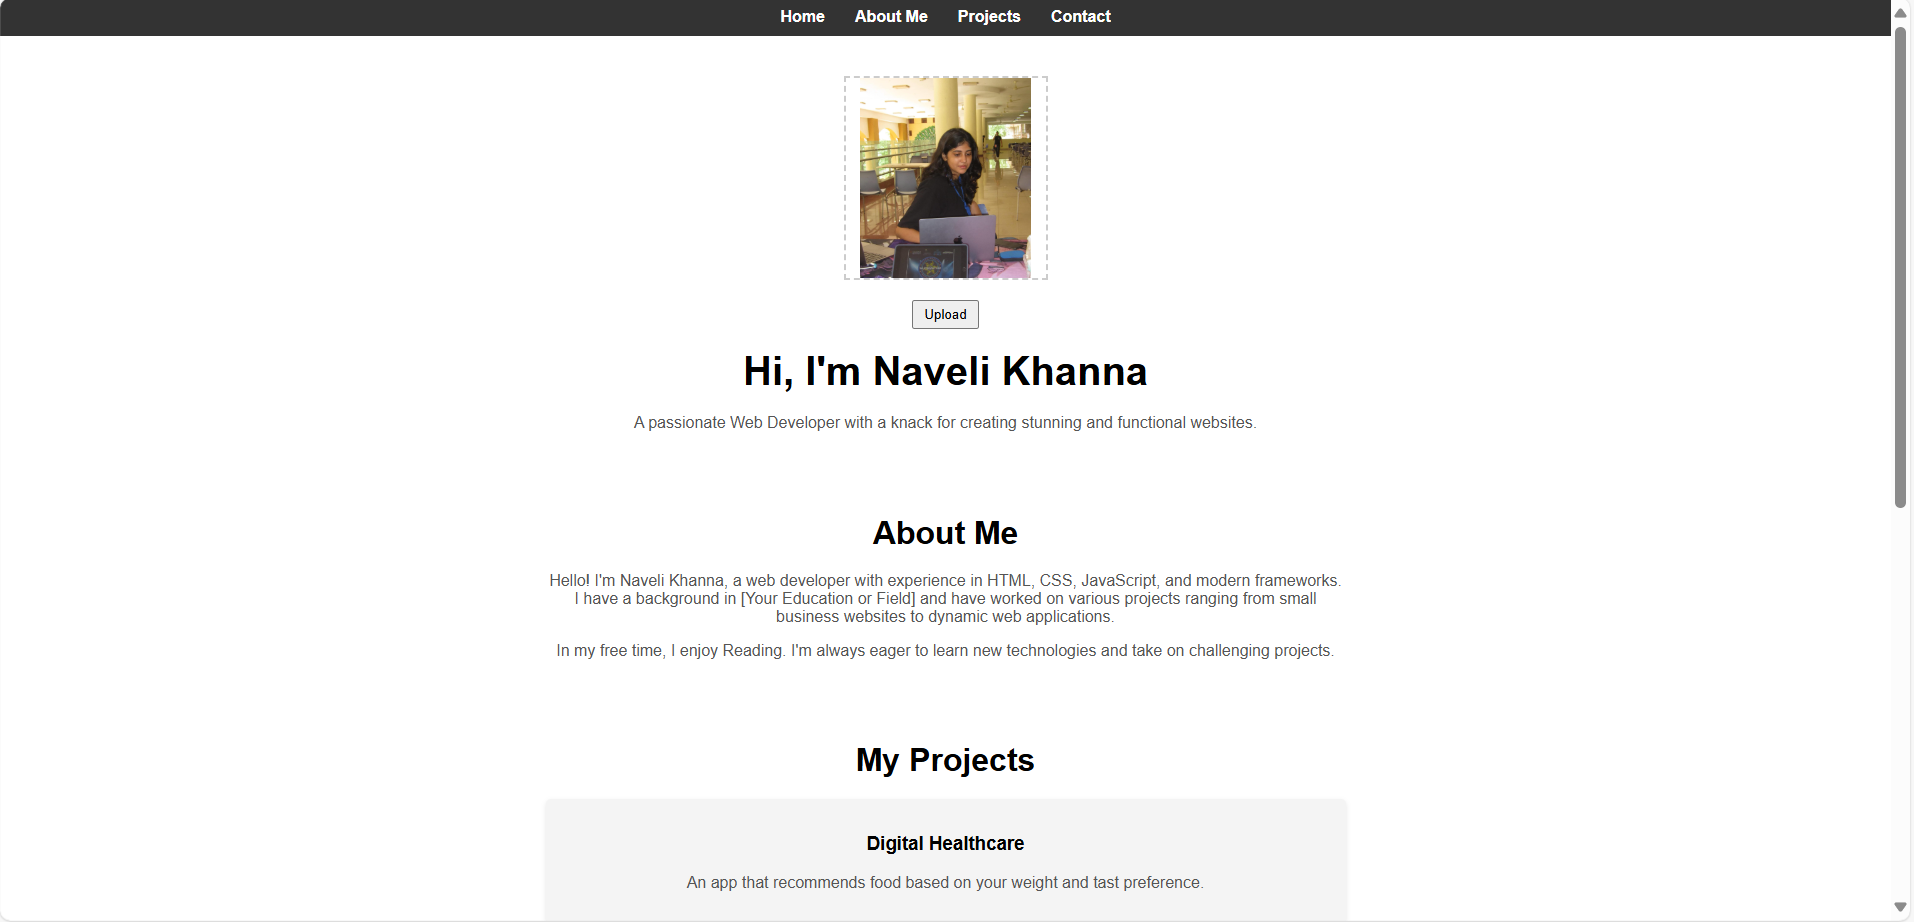 Home About Me Projects Contact
Upload
Hi, I'm Naveli Khanna
A passionate Web Developer with a knack for creating stunning and functional websites.
About Me
Hello! I'm Naveli Khanna, a web developer with experience in HTML, CSS, JavaScript, and modern frameworks.
I have a background in [Your Education or Field] and have worked on various projects ranging from small
business websites to dynamic web applications.
In my free time, I enjoy Reading. I'm always eager to learn new technologies and take on challenging projects.
My Projects
Digital Healthcare
An app that recommends food based on your weight and tast preference.